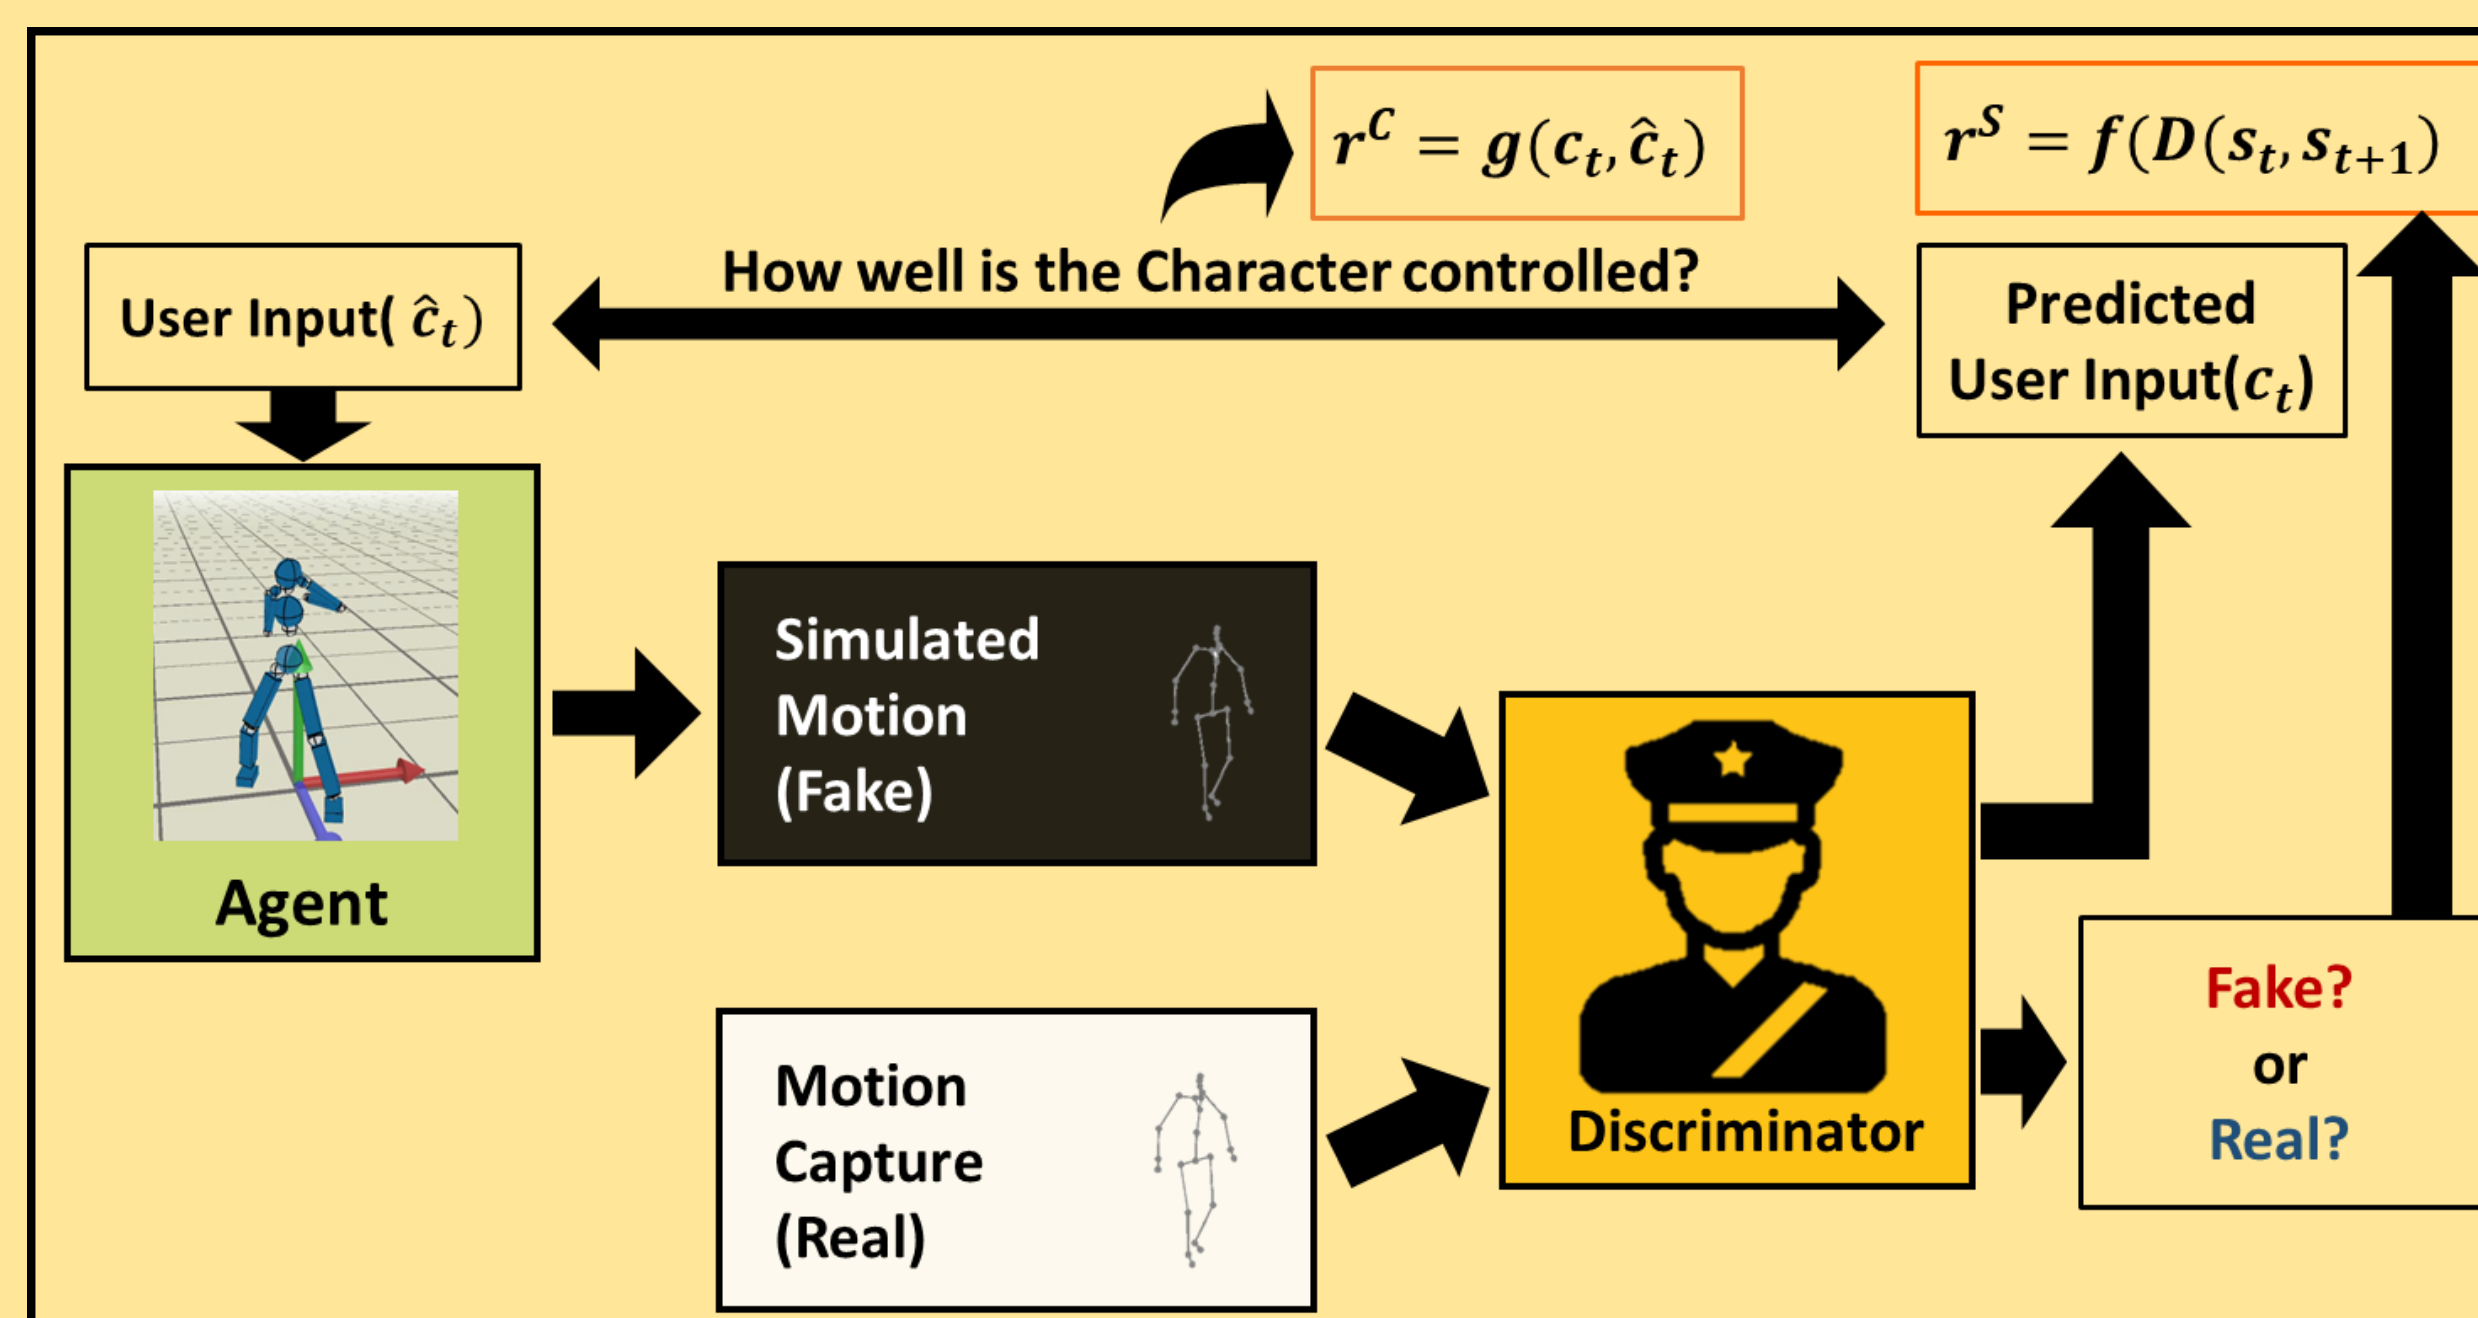 r^C = g(c_t, ĉ_t)
r^S = f(D(s_t, s_{t+1})
How well is the Character controlled?
User Input( ĉ_t)
Predicted
User Input(c_t)
Simulated
Motion
(Fake)
Agent
Motion
Capture
(Real)
Discriminator
Fake?
or
Real?